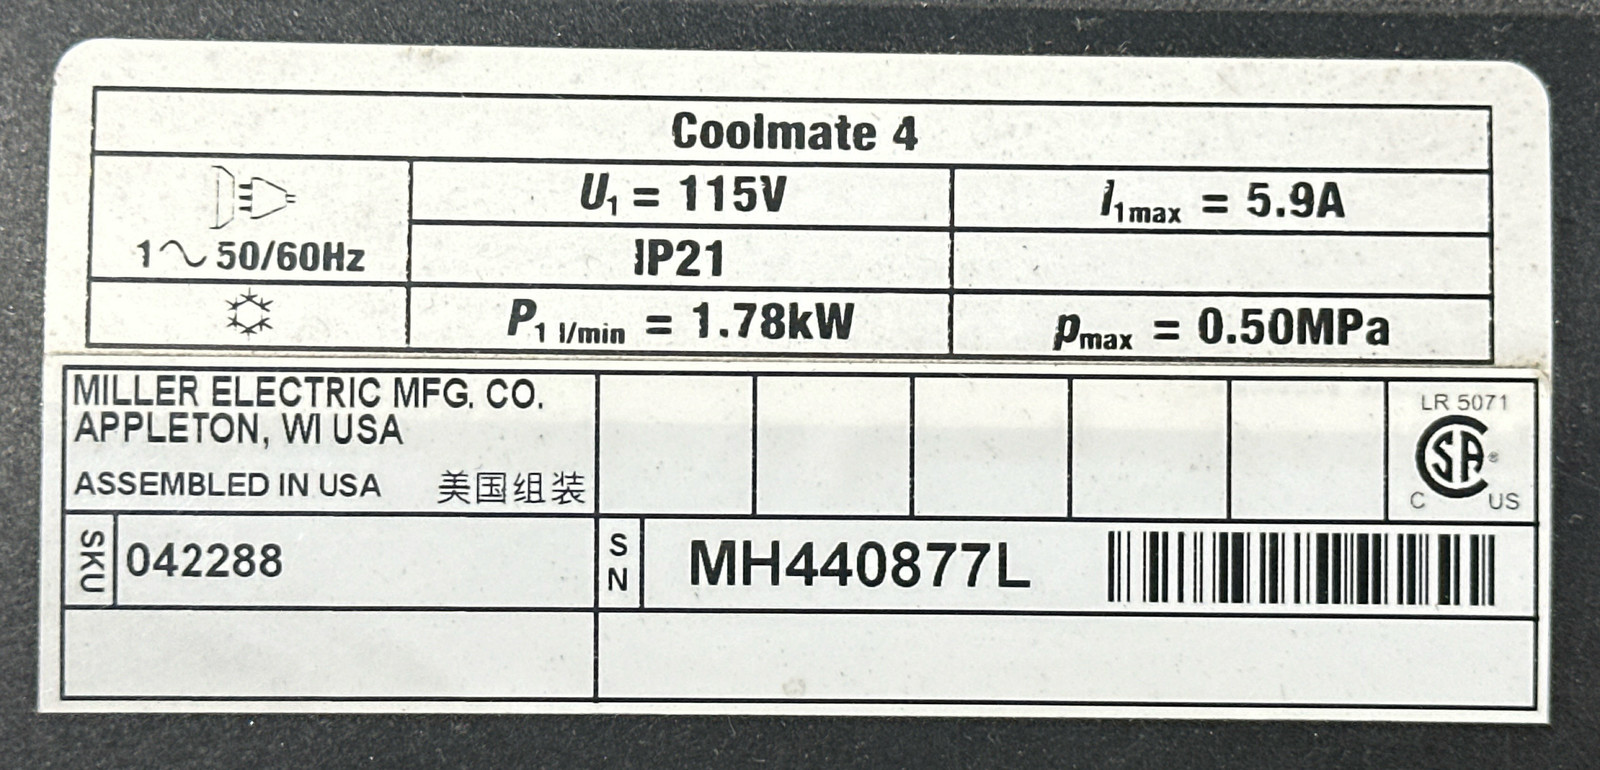 Coolmate 4
U1 = 115V
I1max = 5.9A
1~ 50/60Hz
IP21
P1 l/min = 1.78kW
pmax = 0.50MPa
MILLER ELECTRIC MFG. CO.
APPLETON, WI USA
ASSEMBLED IN USA 美国组装
LR 5071
SA®
C US
SKU 042288
SN MH440877L